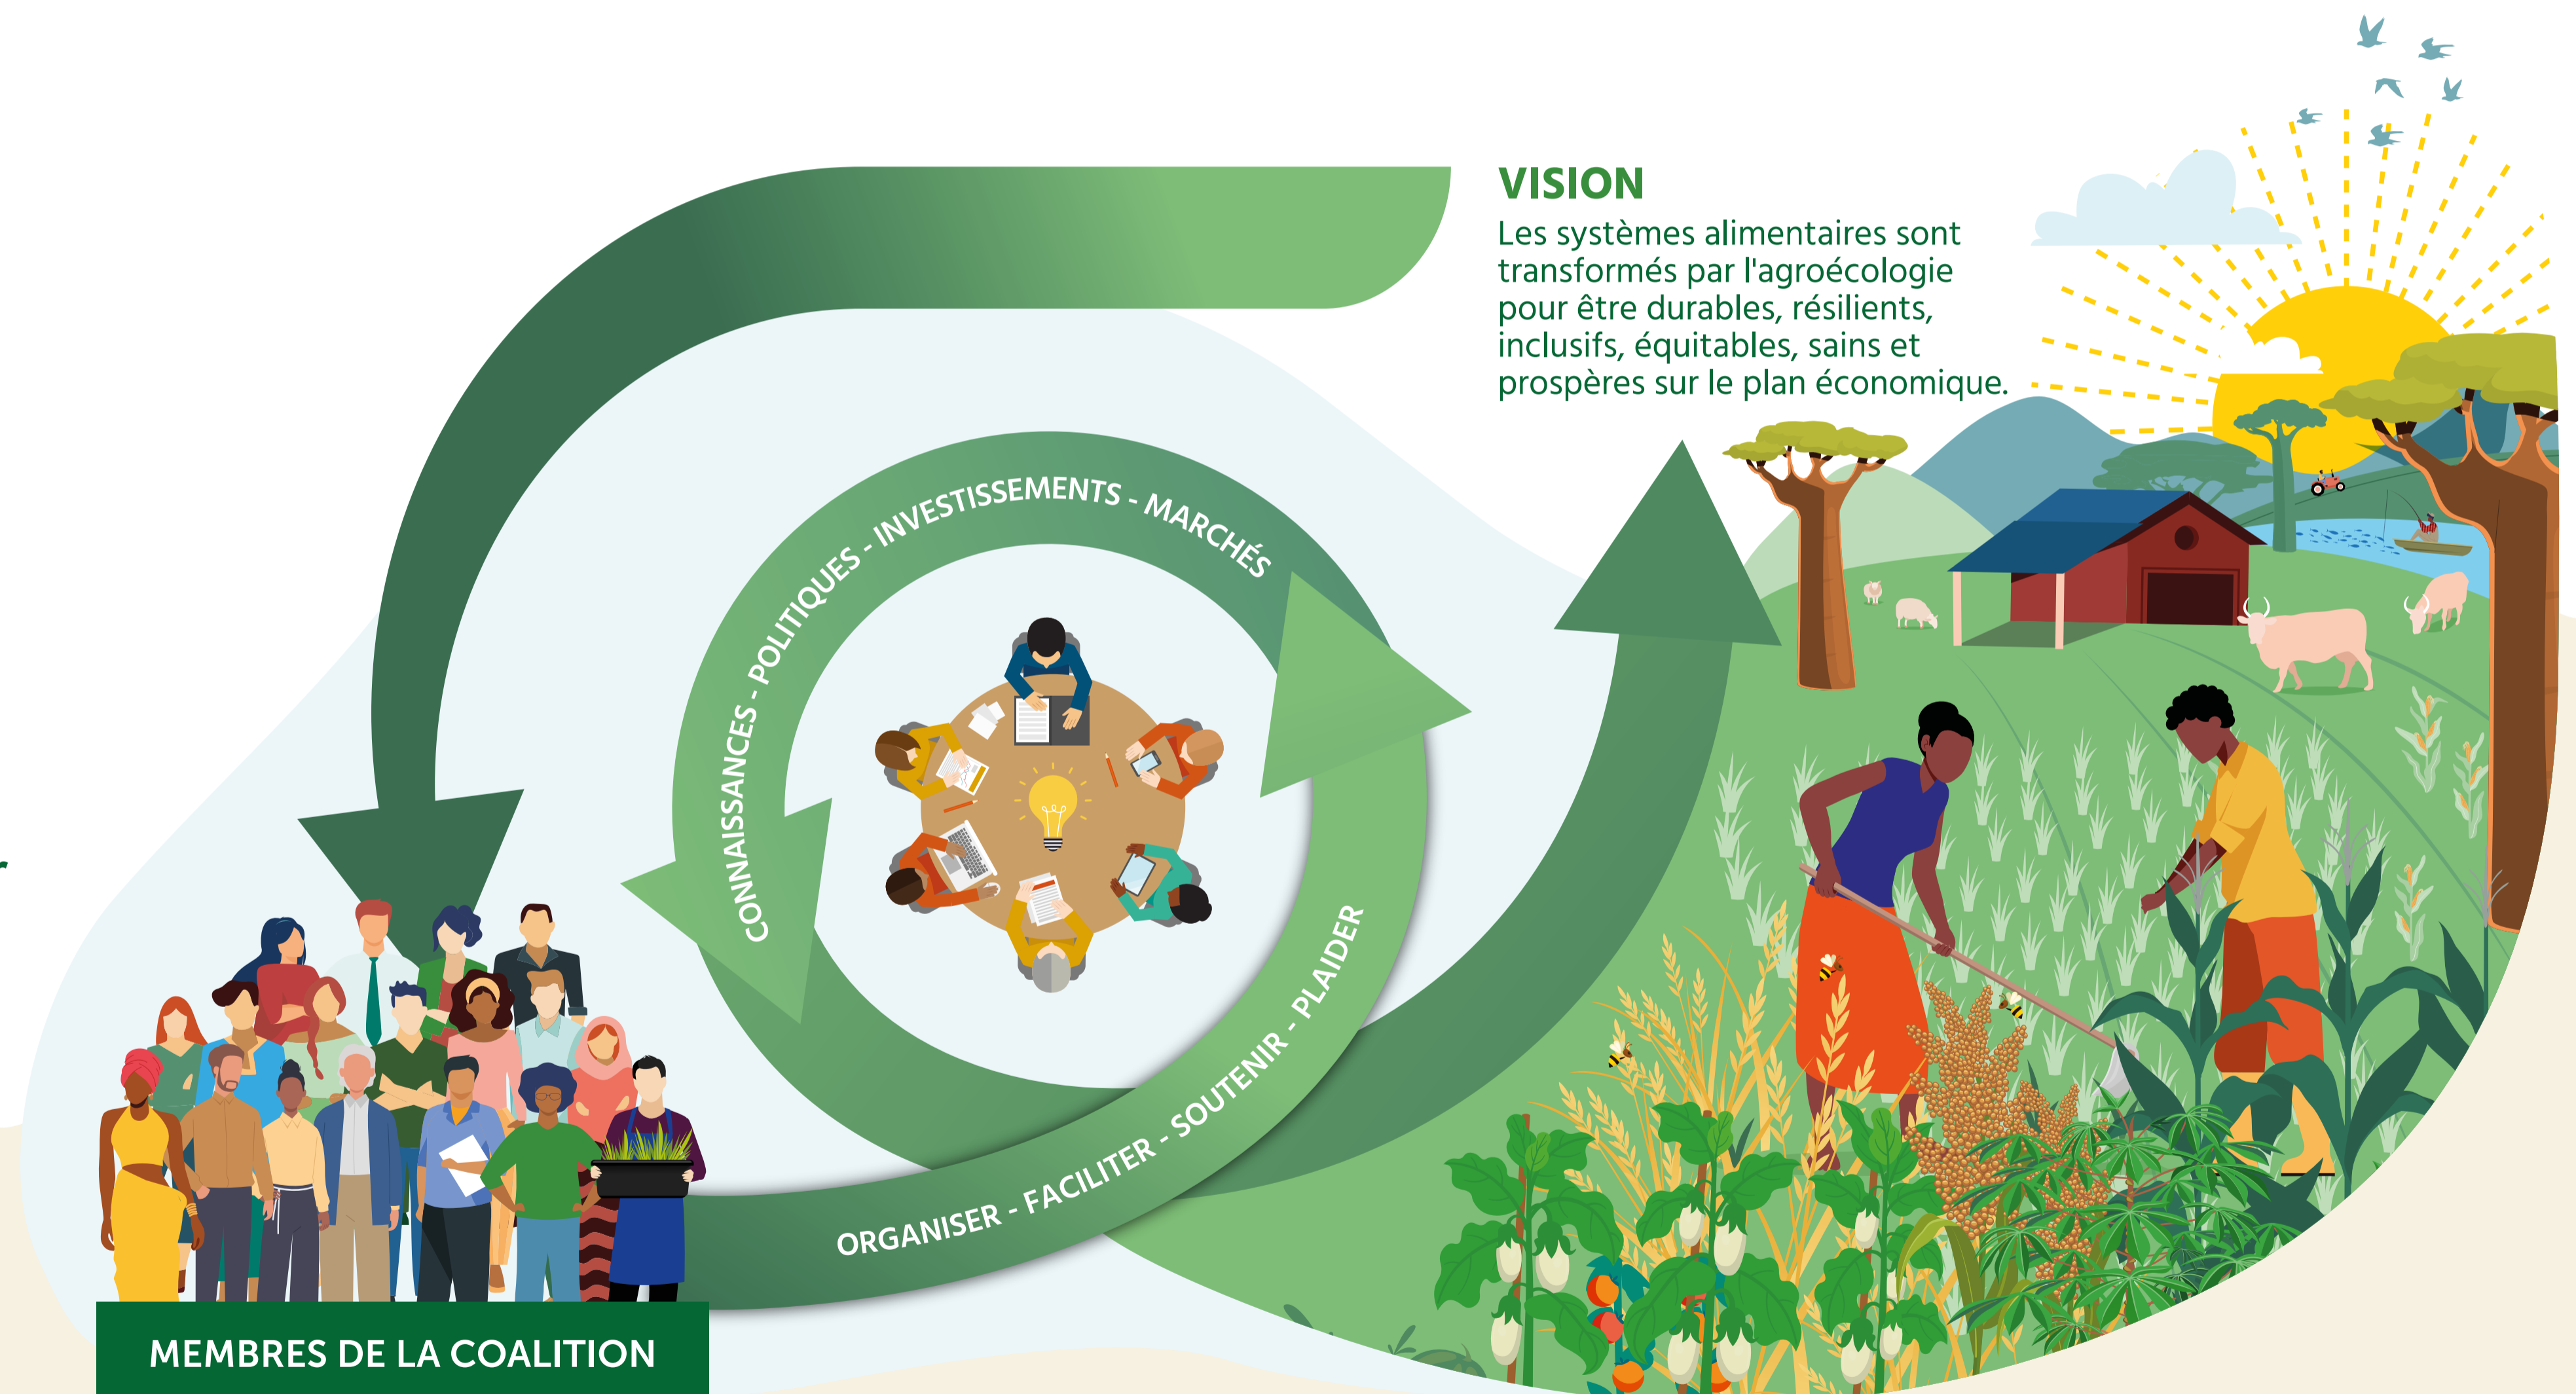 VISION
Les systèmes alimentaires sont
transformés par l'agroécologie
pour être durables, résilients,
inclusifs, équitables, sains et
prospères sur le plan économique.
CONNAISSANCES - POLITIQUES - INVESTISSEMENTS - MARCHÉS
ORGANISER - FACILITER - SOUTENIR - PLAIDER
MEMBRES DE LA COALITION